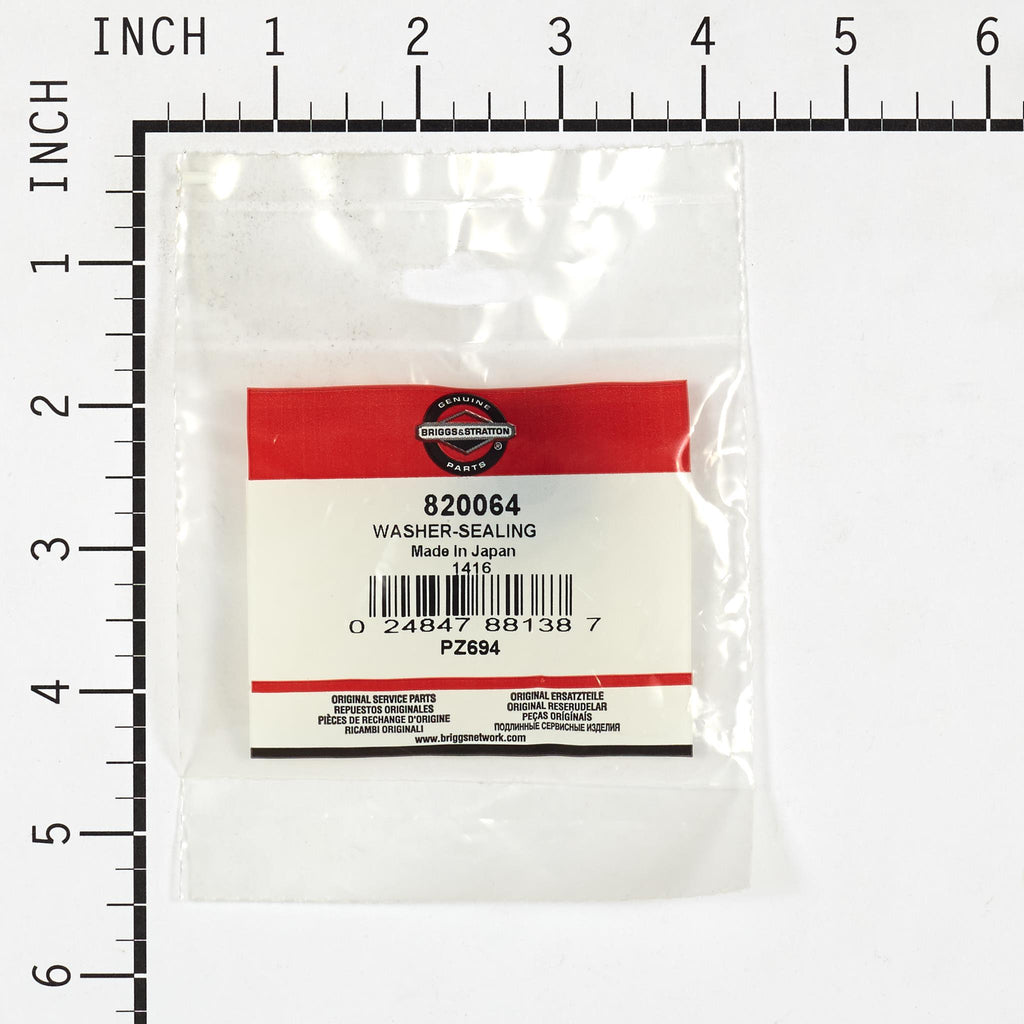 INCH 1 2 3 4 5 6
INCH
1
2
3
4
5
6
GENUINE
BRIGGS&STRATTON
®
PARTS
820064
WASHER-SEALING
Made In Japan
1416
0 24847 88138 7
PZ694
ORIGINAL SERVICE PARTS
REPUESTOS ORIGINALES
PIÈCES DE RECHANGE D'ORIGINE
RICAMBI ORIGINALI
ORIGINAL ERSATZTEILE
ORIGINAL RESERUDELAR
PEÇAS ORIGÍNAIS
ПОДЛИННЫЕ СЕРВИСНЫЕ ИЗДЕЛИЯ
www.briggsnetwork.com